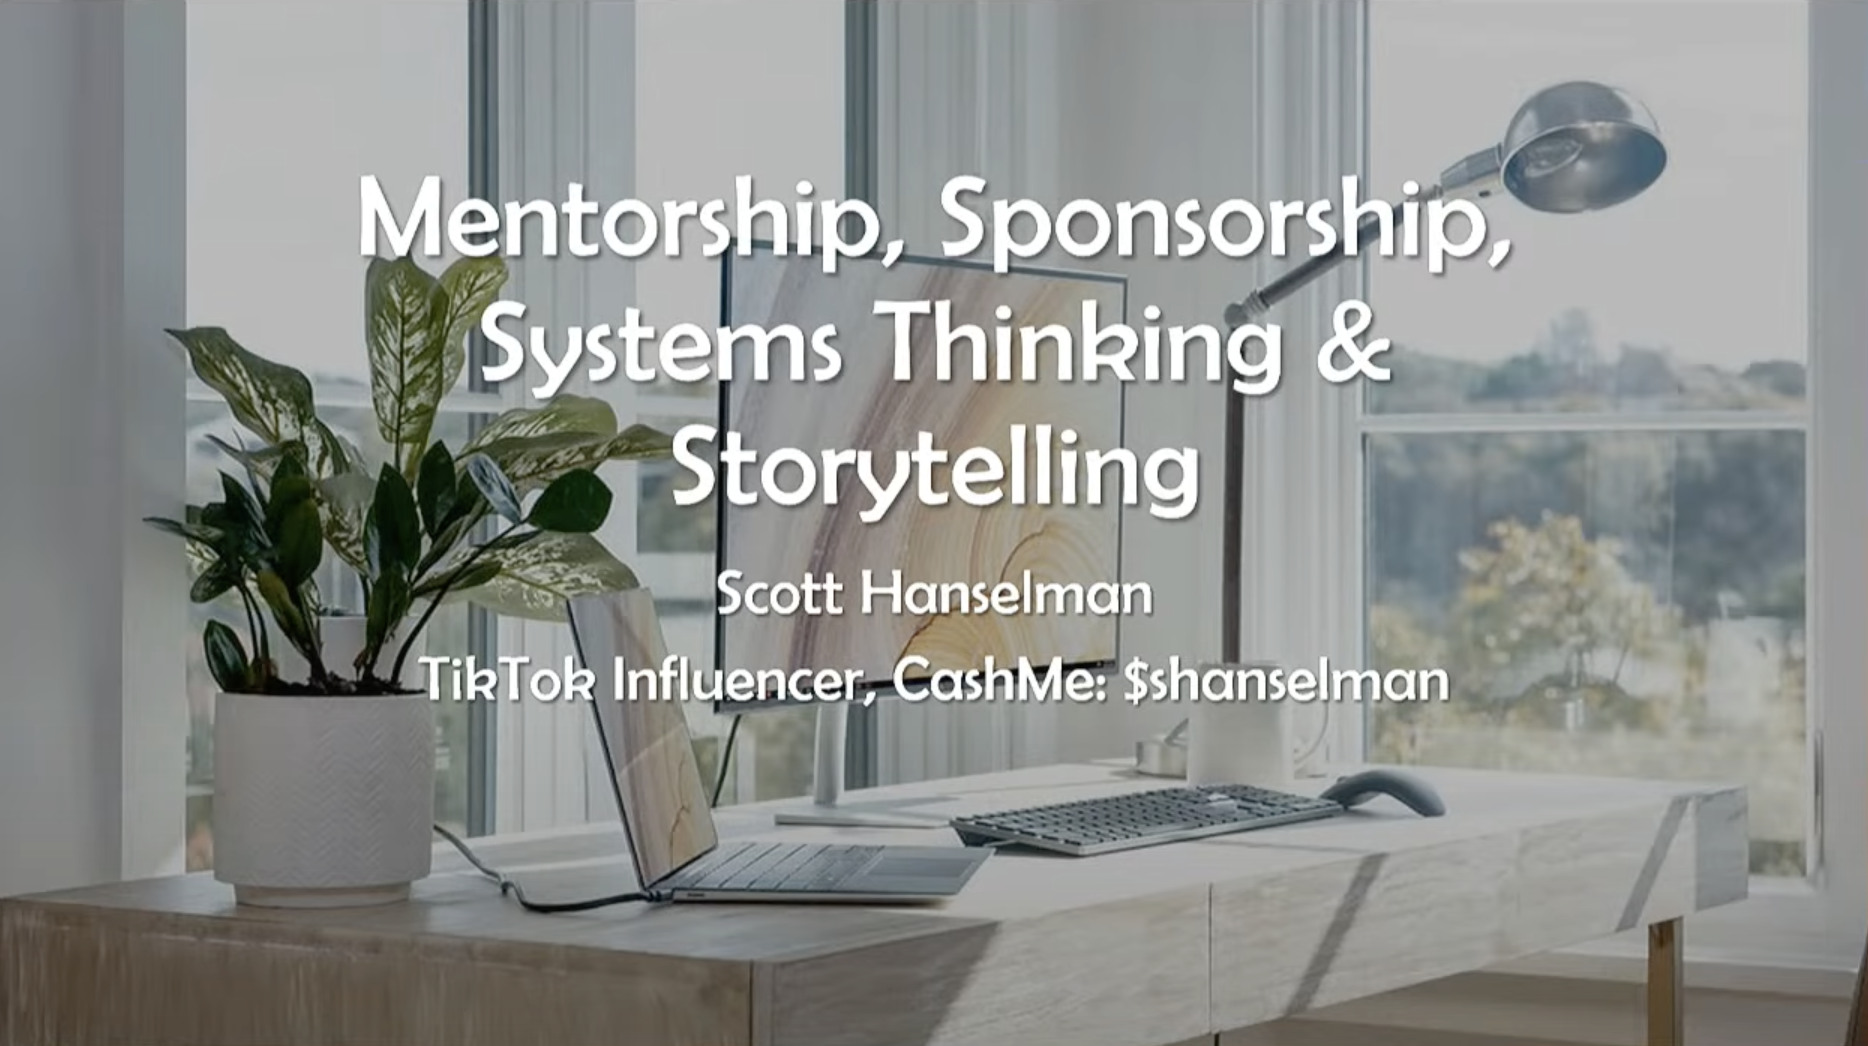 Mentorship, Sponsorship,
Systems Thinking &
Storytelling
Scott Hanselman
TikTok Influencer, CashMe: $shanselman